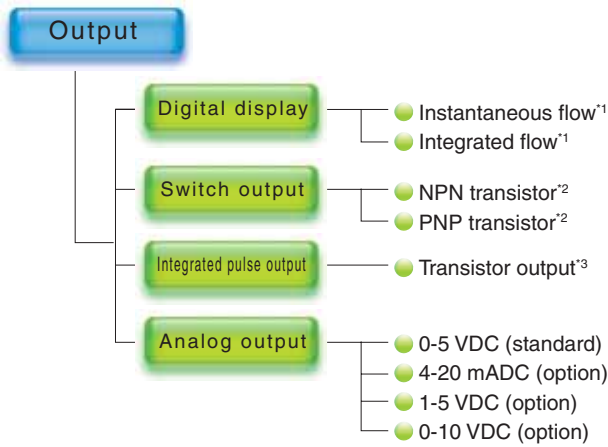 Output
Digital display
Instantaneous flow*1
Integrated flow*1
Switch output
NPN transistor*2
PNP transistor*2
Integrated pulse output
Transistor output*3
Analog output
0-5 VDC (standard)
4-20 mADC (option)
1-5 VDC (option)
0-10 VDC (option)